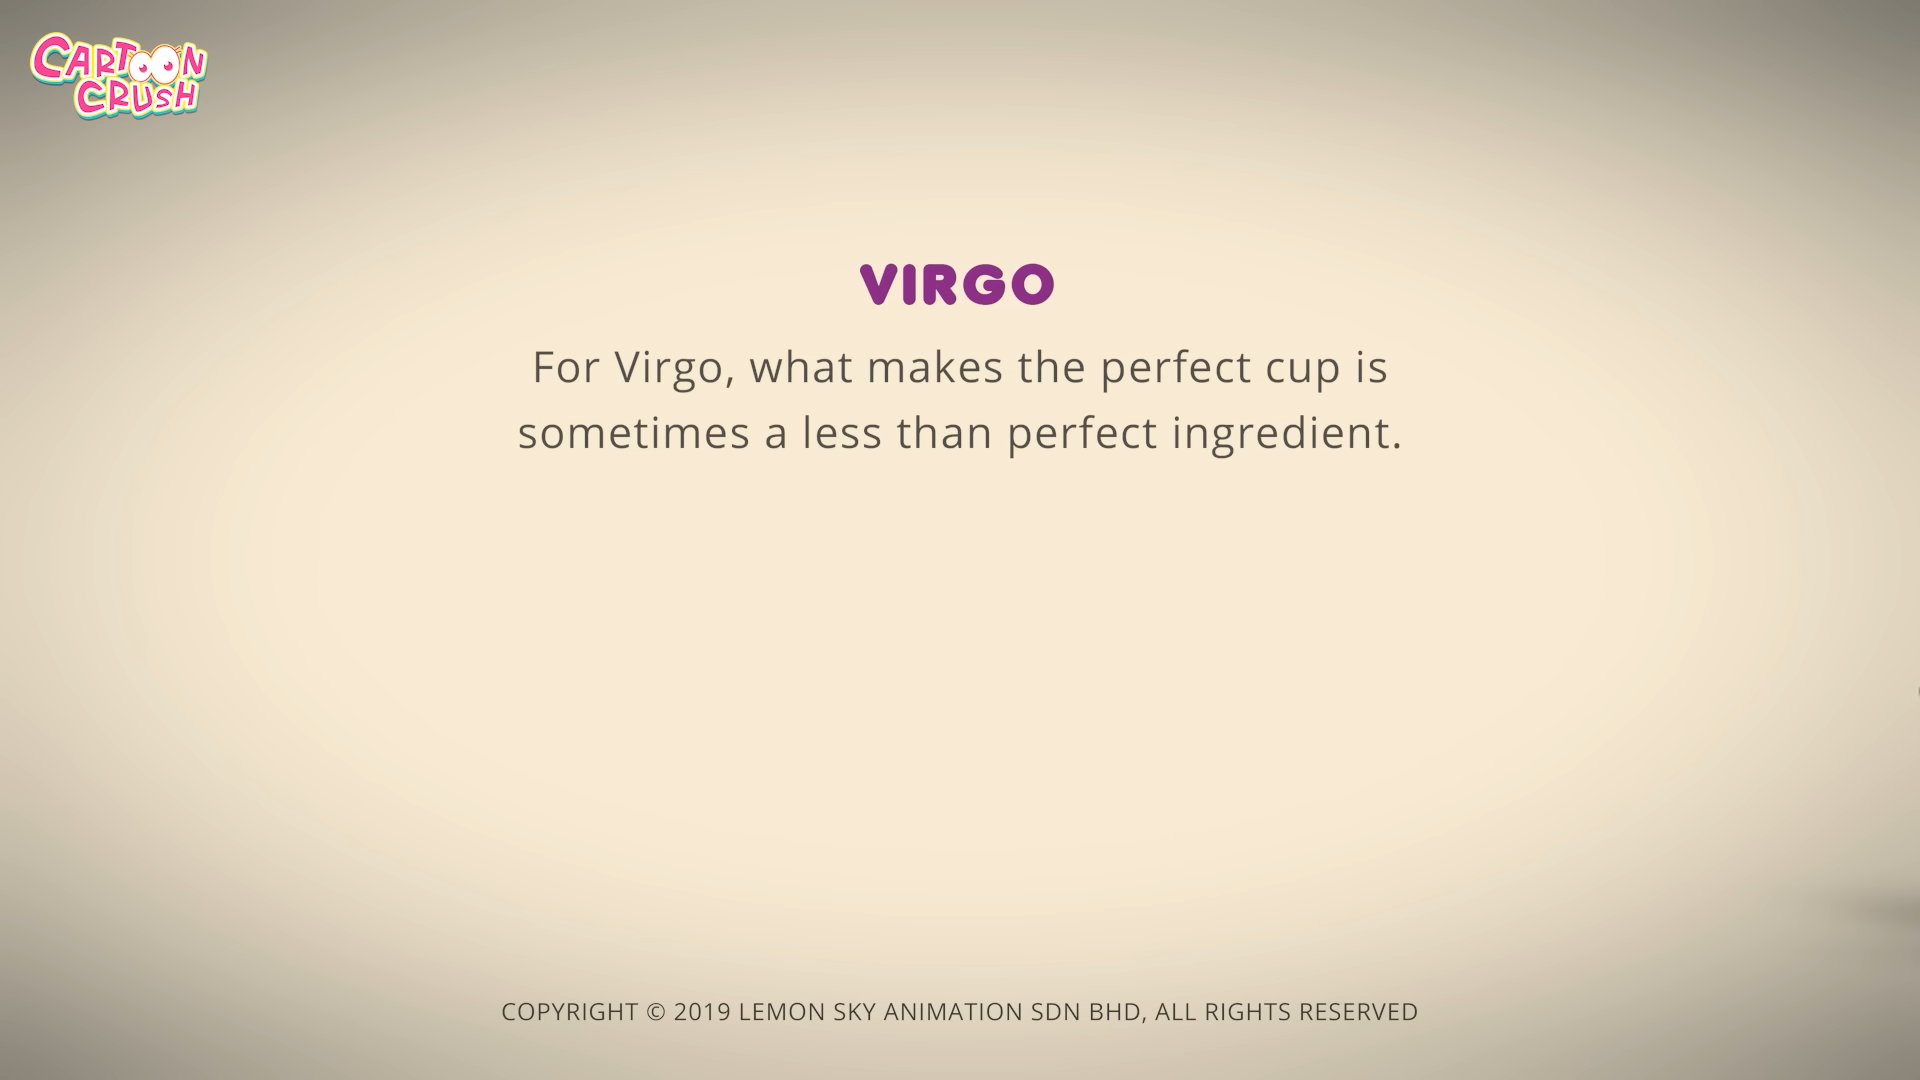 CARTOON
CRUSH
VIRGO
For Virgo, what makes the perfect cup is
sometimes a less than perfect ingredient.
COPYRIGHT © 2019 LEMON SKY ANIMATION SDN BHD, ALL RIGHTS RESERVED